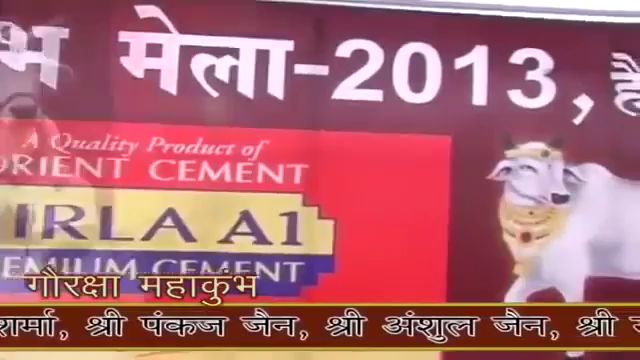 मेला-2013,
A Quality Product of
ORIENT CEMENT
IRLA A1
EMIUM CEMENT
गौरक्षा महाकुंभ
शर्मा, श्री पंकज जैन, श्री अंशुल जैन, श्री